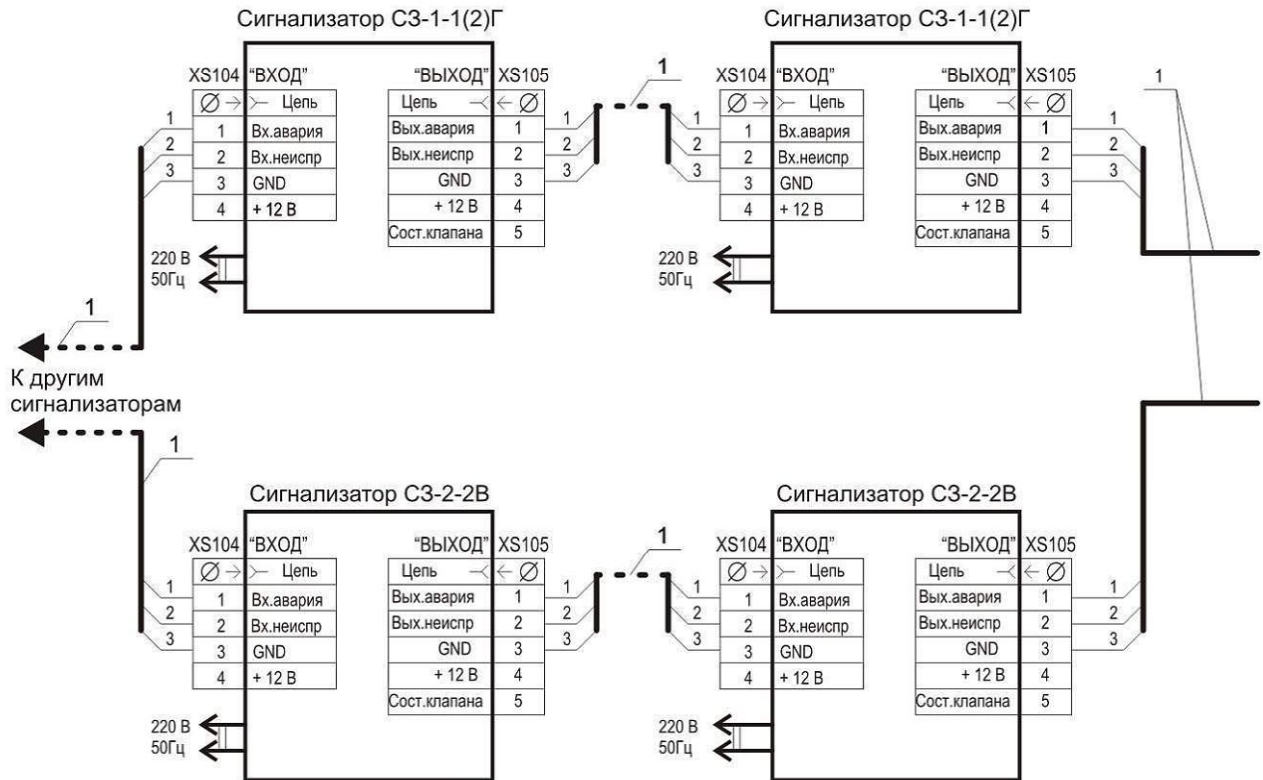 Сигнализатор СЗ-1-1(2)Г
Сигнализатор СЗ-1-1(2)Г
XS104 "ВХОД" "ВЫХОД" XS105 1 XS104 "ВХОД" "ВЫХОД" XS105 1
Цепь Цепь Цепь Цепь
1 1 Вх.авария Вых.авария 1 1 1 1 Вх.авария Вых.авария 1 1
2 2 Вх.неиспр Вых.неиспр 2 2 2 2 Вх.неиспр Вых.неиспр 2 2
3 3 GND GND 3 3 3 3 GND GND 3 3
4 + 12 В + 12 В 4 4 + 12 В + 12 В 4
Сост.клапана 5 Сост.клапана 5
220 В 220 В
50Гц 50Гц
1
К другим
сигнализаторам
1
Сигнализатор СЗ-2-2В
Сигнализатор СЗ-2-2В
XS104 "ВХОД" "ВЫХОД" XS105 1 XS104 "ВХОД" "ВЫХОД" XS105
Цепь Цепь Цепь Цепь
1 1 Вх.авария Вых.авария 1 1 1 1 Вх.авария Вых.авария 1 1
2 2 Вх.неиспр Вых.неиспр 2 2 2 2 Вх.неиспр Вых.неиспр 2 2
3 3 GND GND 3 3 3 3 GND GND 3 3
4 + 12 В + 12 В 4 4 + 12 В + 12 В 4
Сост.клапана 5 Сост.клапана 5
220 В 220 В
50Гц 50Гц